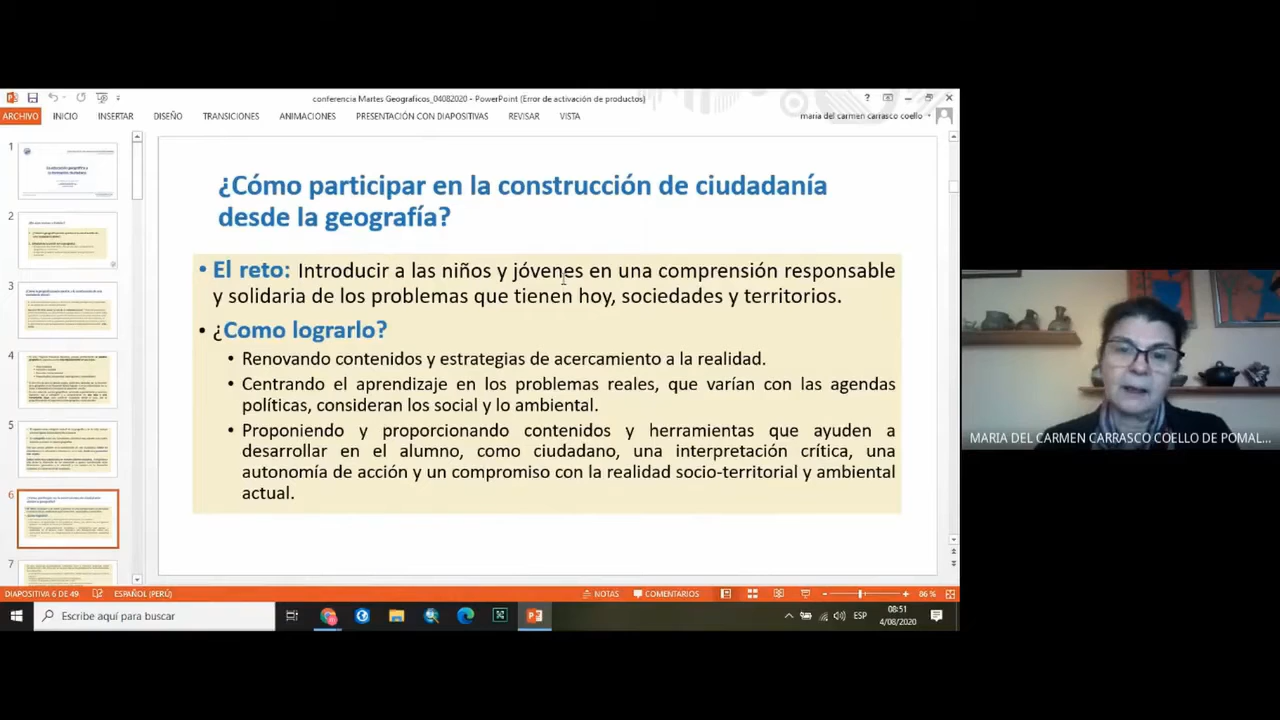 conferencia Martes Geograficos_04082020 - PowerPoint (Error de activación de productos)
ARCHIVO INICIO INSERTAR DISEÑO TRANSICIONES ANIMACIONES PRESENTACIÓN CON DIAPOSITIVAS REVISAR VISTA
maria del carmen carrasco coello
1
2
3
4
5
6
7
¿Cómo participar en la construcción de ciudadanía
desde la geografía?
• El reto: Introducir a las niños y jóvenes en una comprensión responsable
y solidaria de los problemas que tienen hoy, sociedades y territorios.
• ¿Como lograrlo?
• Renovando contenidos y estrategias de acercamiento a la realidad.
• Centrando el aprendizaje en los problemas reales, que varían con las agendas
políticas, consideran los social y lo ambiental.
• Proponiendo y proporcionando contenidos y herramientas que ayuden a
desarrollar en el alumno, como ciudadano, una interpretación crítica, una
autonomía de acción y un compromiso con la realidad socio-territorial y ambiental
actual.
MARIA DEL CARMEN CARRASCO COELLO DE POMAL...
DIAPOSITIVA 6 DE 49 ESPAÑOL (PERÚ) NOTAS COMENTARIOS 86 %
Escribe aquí para buscar
ESP
08:51
4/08/2020